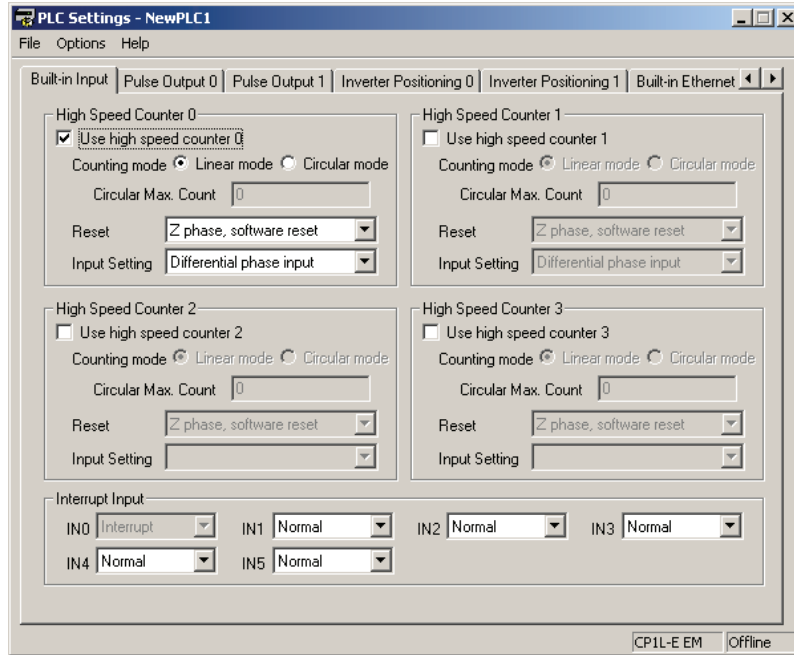 PLC Settings - NewPLC1
File Options Help
Built-in Input Pulse Output 0 Pulse Output 1 Inverter Positioning 0 Inverter Positioning 1 Built-in Ethernet
High Speed Counter 0
Use high speed counter 0
Counting mode Linear mode Circular mode
Circular Max. Count 0
Reset Z phase, software reset
Input Setting Differential phase input
High Speed Counter 1
Use high speed counter 1
Counting mode Linear mode Circular mode
Circular Max. Count 0
Reset Z phase, software reset
Input Setting Differential phase input
High Speed Counter 2
Use high speed counter 2
Counting mode Linear mode Circular mode
Circular Max. Count 0
Reset Z phase, software reset
Input Setting
High Speed Counter 3
Use high speed counter 3
Counting mode Linear mode Circular mode
Circular Max. Count 0
Reset Z phase, software reset
Input Setting
Interrupt Input
IN0 Interrupt IN1 Normal IN2 Normal IN3 Normal
IN4 Normal IN5 Normal
CP1L-E EM Offline